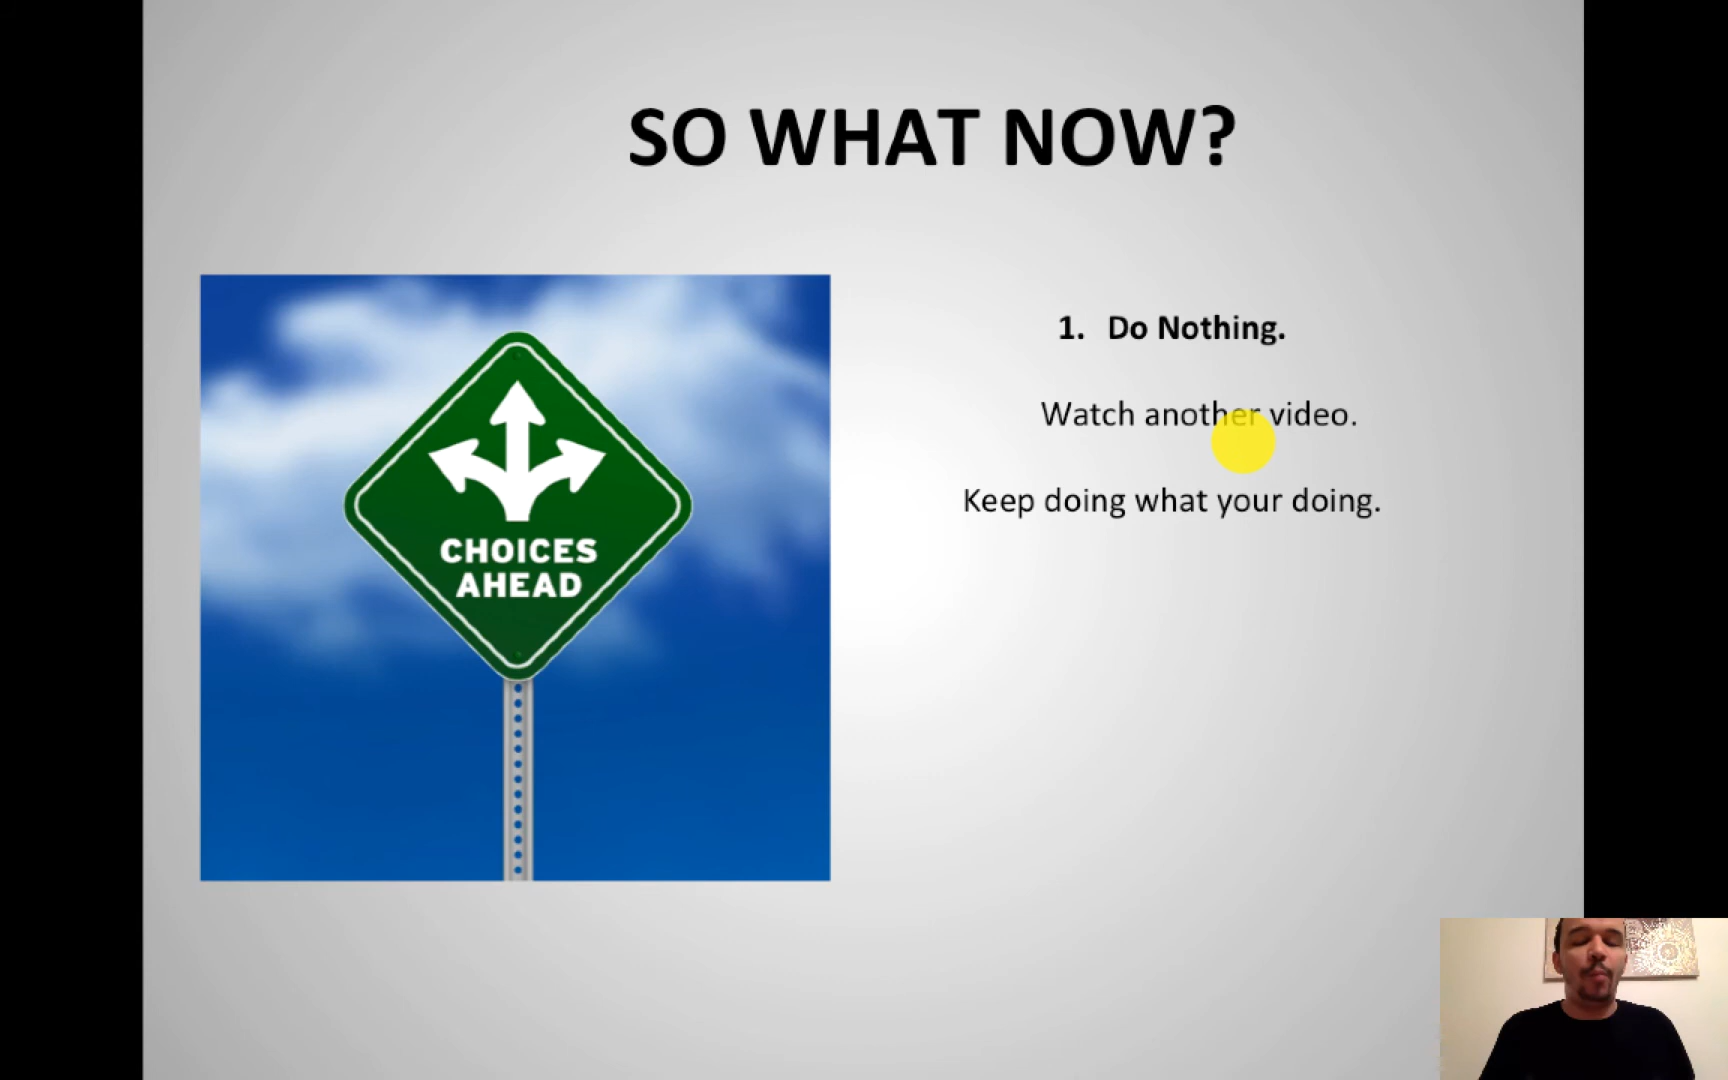 SO WHAT NOW?
CHOICES
AHEAD
1. Do Nothing.
Watch another video.
Keep doing what your doing.